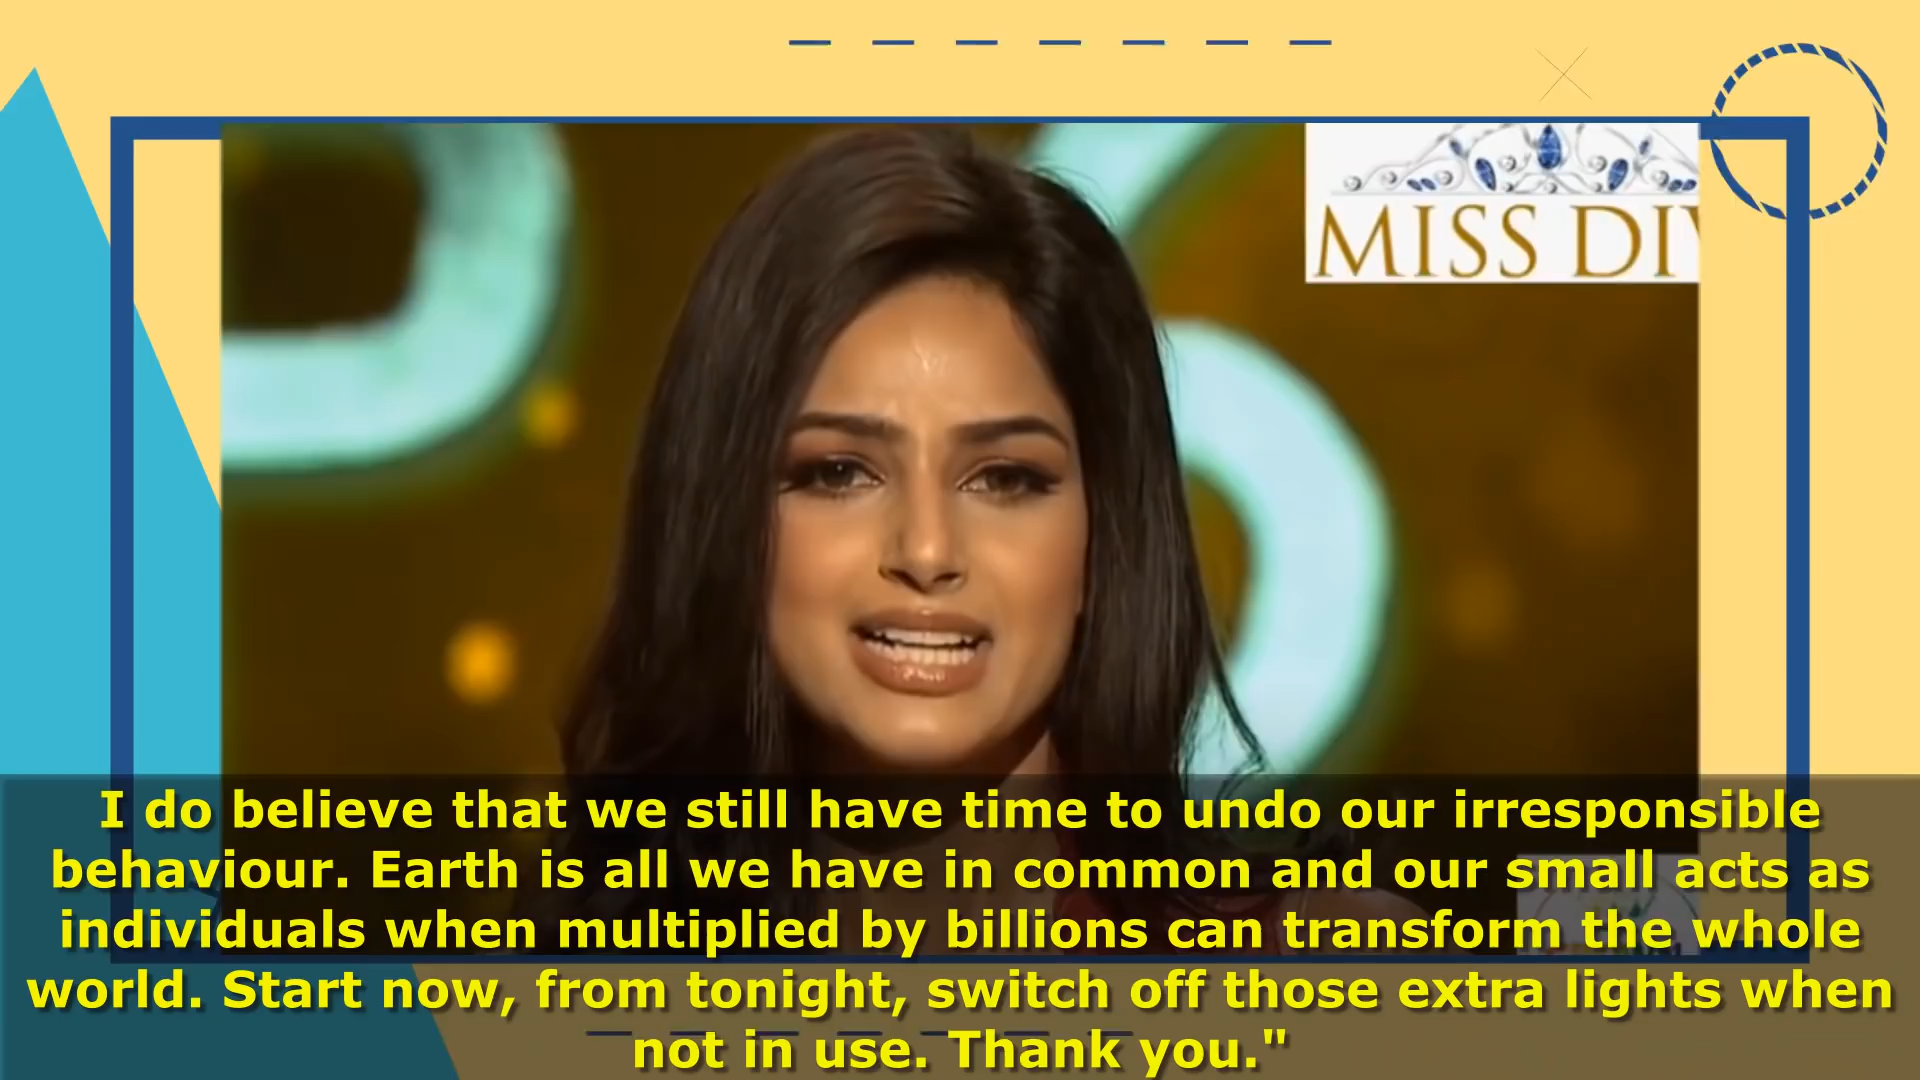 MISS DIV
I do believe that we still have time to undo our irresponsible
behaviour. Earth is all we have in common and our small acts as
individuals when multiplied by billions can transform the whole
world. Start now, from tonight, switch off those extra lights when
not in use. Thank you."